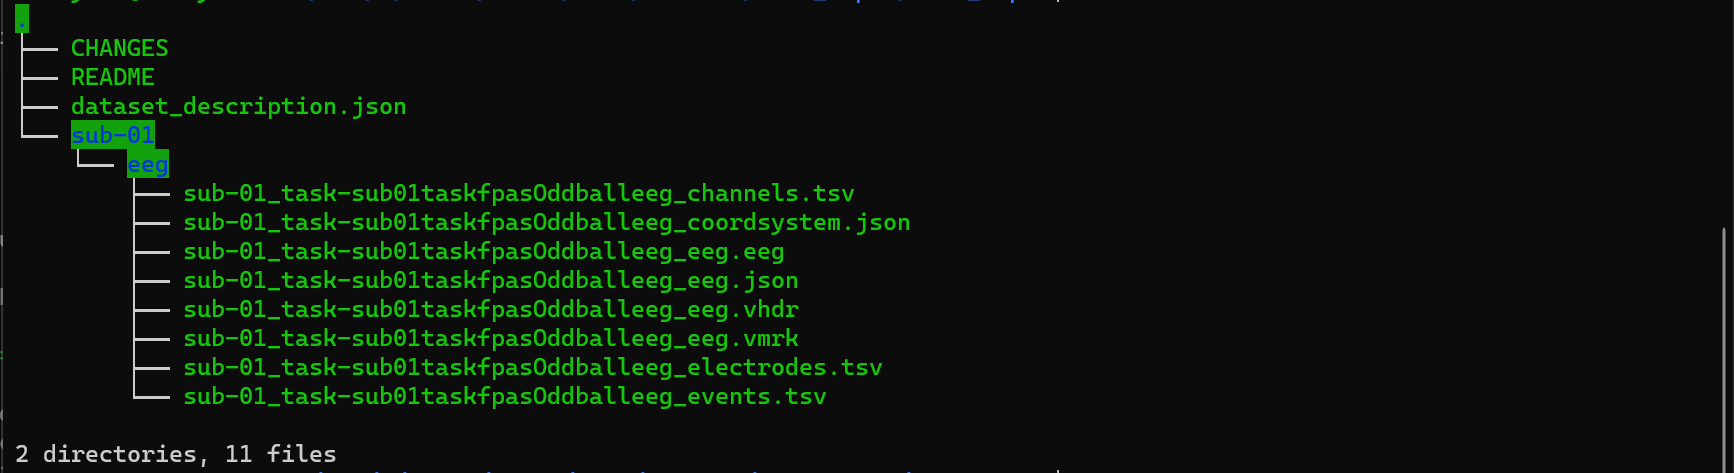 .
├── CHANGES
├── README
├── dataset_description.json
└── sub-01
    └── eeg
        ├── sub-01_task-sub01taskfpasOddballeeg_channels.tsv
        ├── sub-01_task-sub01taskfpasOddballeeg_coordsystem.json
        ├── sub-01_task-sub01taskfpasOddballeeg_eeg.eeg
        ├── sub-01_task-sub01taskfpasOddballeeg_eeg.json
        ├── sub-01_task-sub01taskfpasOddballeeg_eeg.vhdr
        ├── sub-01_task-sub01taskfpasOddballeeg_eeg.vmrk
        ├── sub-01_task-sub01taskfpasOddballeeg_electrodes.tsv
        └── sub-01_task-sub01taskfpasOddballeeg_events.tsv
2 directories, 11 files